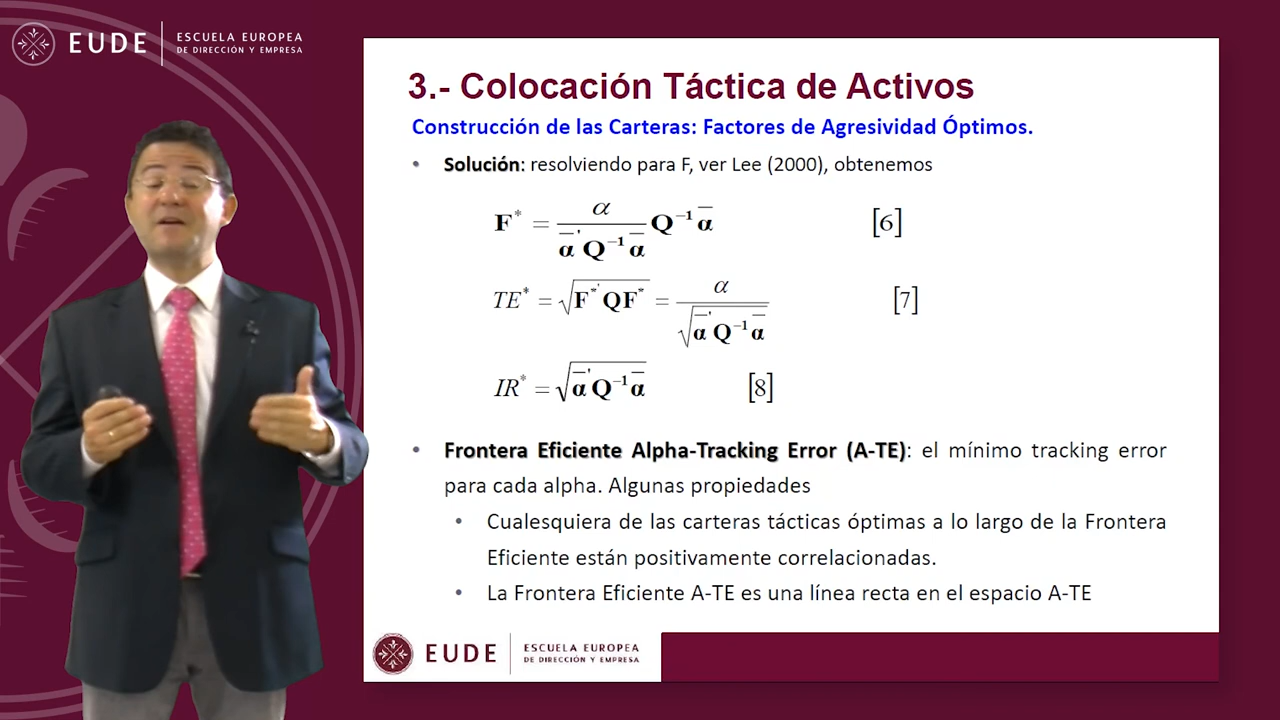 EUDE
ESCUELA EUROPEA
DE DIRECCIÓN Y EMPRESA
3.- Colocación Táctica de Activos
Construcción de las Carteras: Factores de Agresividad Óptimos.
• Solución: resolviendo para F, ver Lee (2000), obtenemos
F* = α / (ᾱ' Q⁻¹ ᾱ) Q⁻¹ ᾱ [6]
TE* = √(F*' Q F*) = α / √(ᾱ' Q⁻¹ ᾱ) [7]
IR* = √(ᾱ' Q⁻¹ ᾱ) [8]
• Frontera Eficiente Alpha-Tracking Error (A-TE): el mínimo tracking error
para cada alpha. Algunas propiedades
• Cualesquiera de las carteras tácticas óptimas a lo largo de la Frontera
Eficiente están positivamente correlacionadas.
• La Frontera Eficiente A-TE es una línea recta en el espacio A-TE
EUDE
ESCUELA EUROPEA
DE DIRECCIÓN Y EMPRESA